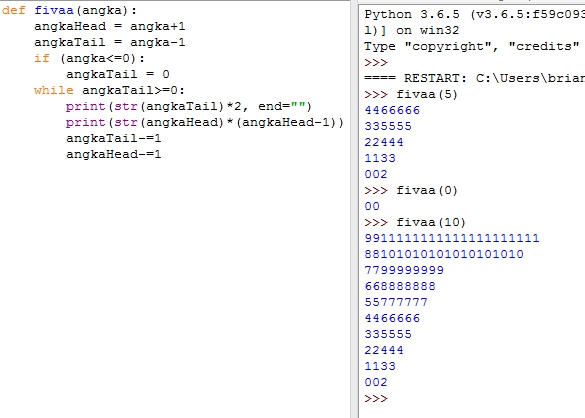 def fivaa(angka):
    angkaHead = angka+1
    angkaTail = angka-1
    if (angka<=0):
        angkaTail = 0
    while angkaTail>=0:
        print(str(angkaTail)*2, end="")
        print(str(angkaHead)*(angkaHead-1))
        angkaTail-=1
        angkaHead-=1
Python 3.6.5 (v3.6.5:f59c093
l)] on win32
Type "copyright", "credits"
>>>
==== RESTART: C:\Users\brian
>>> fivaa(5)
4466666
335555
22444
1133
002
>>> fivaa(0)
00
>>> fivaa(10)
9911111111111111111111
88101010101010101010
7799999999
668888888
55777777
4466666
335555
22444
1133
002
>>>